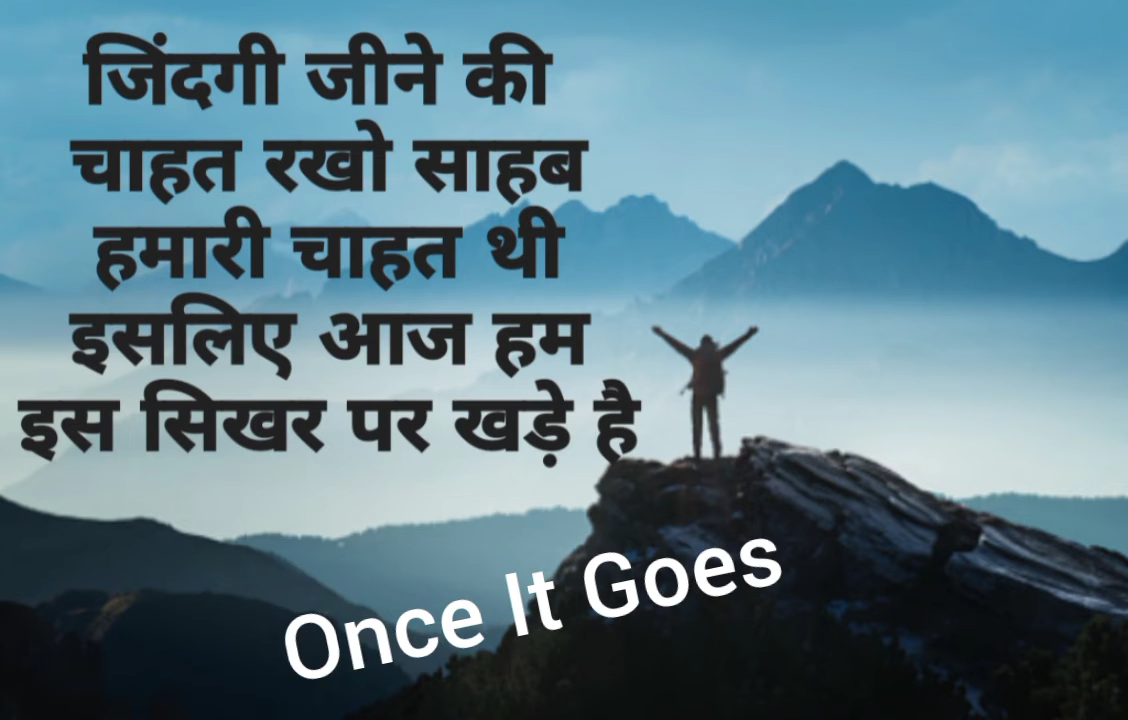 जिंदगी जीने की
चाहत रखो साहब
हमारी चाहत थी
इसलिए आज हम
इस सिखर पर खड़े है
Once It Goes